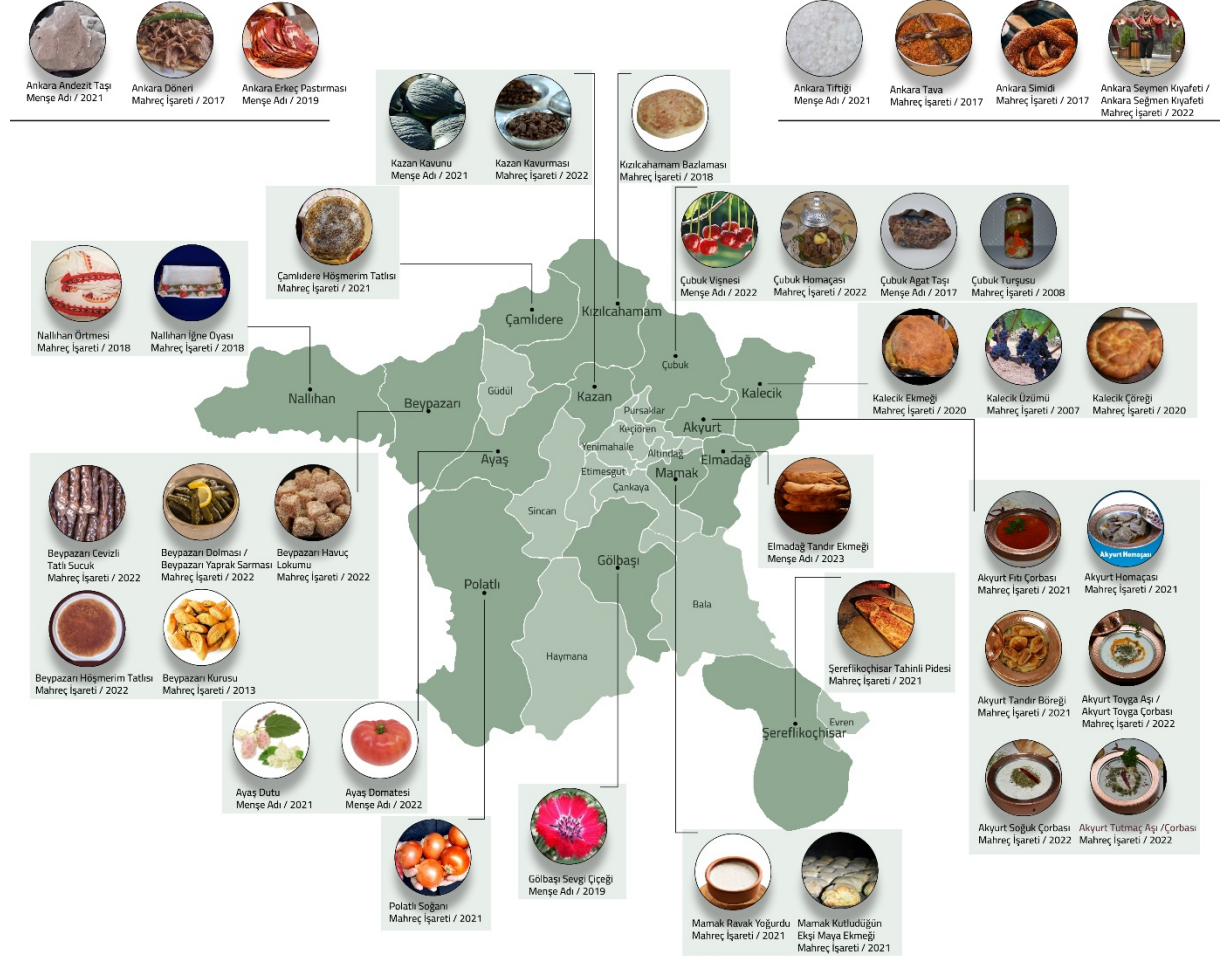 Ankara Andezit Taşı
Menşe Adı / 2021
Ankara Döneri
Mahreç İşareti / 2017
Ankara Erkeç Pastırması
Menşe Adı / 2019
Ankara Tiftiği
Menşe Adı / 2021
Ankara Tava
Mahreç İşareti / 2017
Ankara Simidi
Mahreç İşareti / 2017
Ankara Seymen Kıyafeti /
Ankara Seğmen Kıyafeti
Mahreç İşareti / 2022
Kazan Kavunu
Menşe Adı / 2021
Kazan Kavurması
Mahreç İşareti / 2022
Kızılcahamam Bazlaması
Mahreç İşareti / 2018
Çamlıdere Höşmerim Tatlısı
Mahreç İşareti / 2021
Çubuk Vişnesi
Menşe Adı / 2022
Çubuk Homaçası
Mahreç İşareti / 2022
Çubuk Agat Taşı
Menşe Adı / 2017
Çubuk Turşusu
Mahreç İşareti / 2008
Nallıhan Örtmesi
Mahreç İşareti / 2018
Nallıhan İğne Oyası
Mahreç İşareti / 2018
Kalecik Ekmeği
Mahreç İşareti / 2020
Kalecik Üzümü
Mahreç İşareti / 2007
Kalecik Çöreği
Mahreç İşareti / 2020
Çamlıdere
Kızılcahamam
Çubuk
Güdül
Nallıhan
Beypazarı
Kazan
Kalecik
Pursaklar
Keçiören
Akyurt
Yenimahalle
Altındağ
Elmadağ
Ayaş
Etimesgut
Mamak
Çankaya
Sincan
Gölbaşı
Polatlı
Bala
Haymana
Evren
Şereflikoçhisar
Beypazarı Cevizli
Tatlı Sucuk
Mahreç İşareti / 2022
Beypazarı Dolması /
Beypazarı Yaprak Sarması
Mahreç İşareti / 2022
Beypazarı Havuç
Lokumu
Mahreç İşareti / 2022
Beypazarı Höşmerim Tatlısı
Mahreç İşareti / 2022
Beypazarı Kurusu
Mahreç İşareti / 2013
Elmadağ Tandır Ekmeği
Menşe Adı / 2023
Şereflikoçhisar Tahinli Pidesi
Mahreç İşareti / 2021
Akyurt Fıtı Çorbası
Mahreç İşareti / 2021
Akyurt Homaçası
Akyurt Homaçası
Mahreç İşareti / 2021
Akyurt Tandır Böreği
Mahreç İşareti / 2021
Akyurt Toyga Aşı /
Akyurt Toyga Çorbası
Mahreç İşareti / 2022
Akyurt Soğuk Çorbası
Mahreç İşareti / 2022
Akyurt Tutmaç Aşı /Çorbası
Mahreç İşareti / 2022
Ayaş Dutu
Menşe Adı / 2021
Ayaş Domatesi
Menşe Adı / 2022
Polatlı Soğanı
Mahreç İşareti / 2021
Gölbaşı Sevgi Çiçeği
Menşe Adı / 2019
Mamak Ravak Yoğurdu
Mahreç İşareti / 2021
Mamak Kutludüğün
Ekşi Maya Ekmeği
Mahreç İşareti / 2021